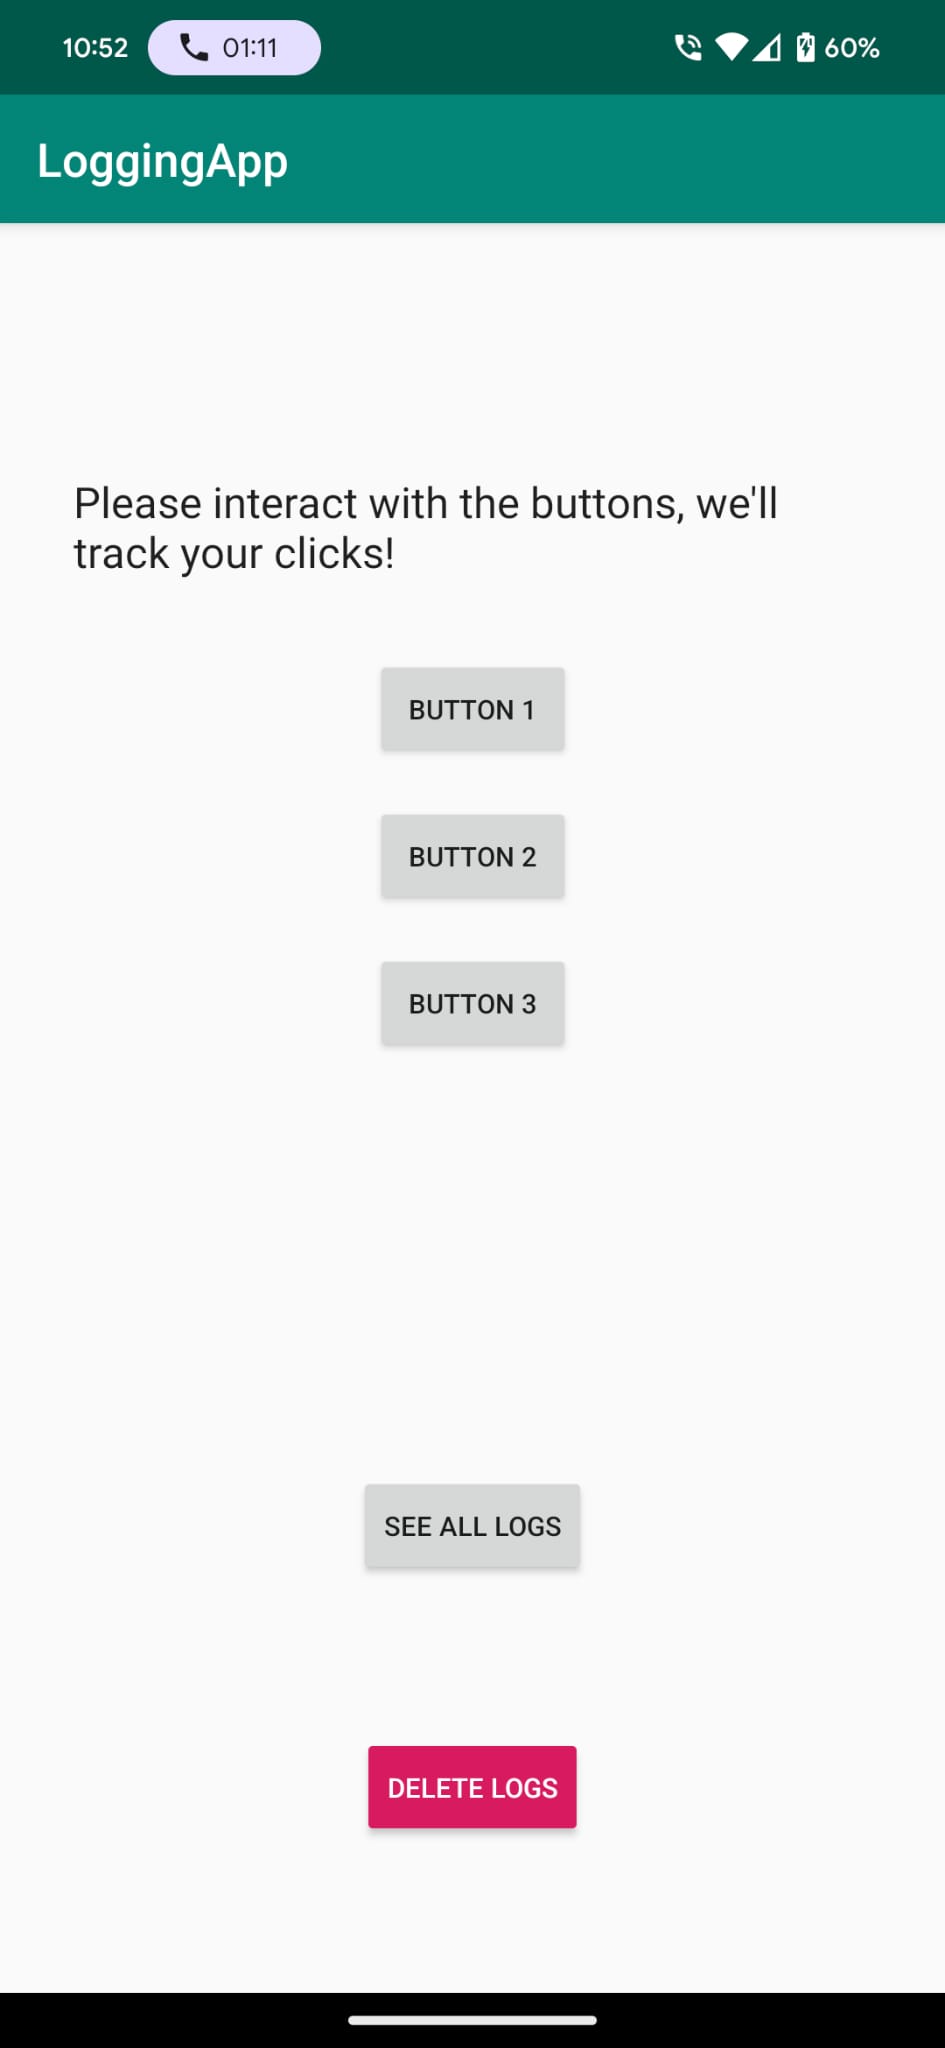 10:52 01:11 60%
LoggingApp
Please interact with the buttons, we'll
track your clicks!
BUTTON 1
BUTTON 2
BUTTON 3
SEE ALL LOGS
DELETE LOGS